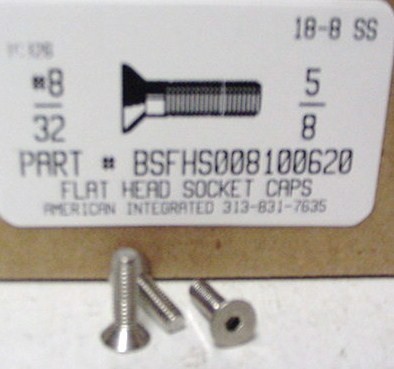 18-8 SS
#8
32
5
8
PART # BSFHS008100620
FLAT HEAD SOCKET CAPS
AMERICAN INTEGRATED 313-831-7635